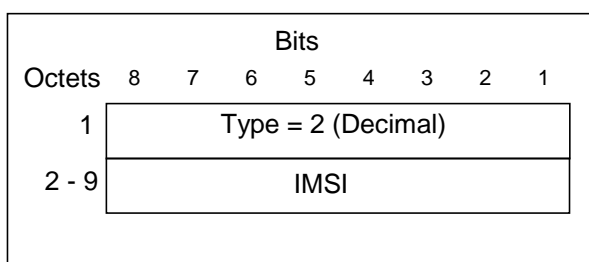 Bits
Octets 8 7 6 5 4 3 2 1
1 Type = 2 (Decimal)
2 - 9 IMSI